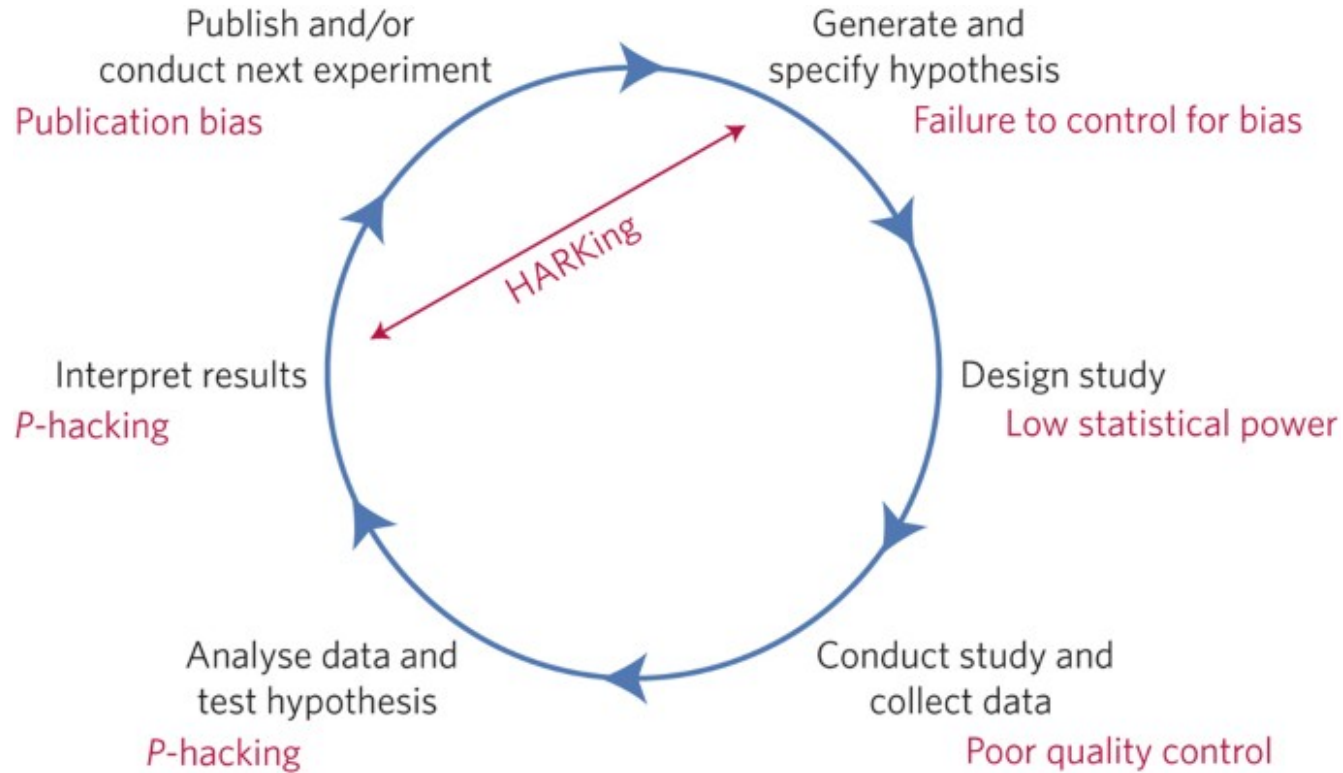 Publish and/or
conduct next experiment
Publication bias
Generate and
specify hypothesis
Failure to control for bias
HARKing
Interpret results
P-hacking
Design study
Low statistical power
Analyse data and
test hypothesis
P-hacking
Conduct study and
collect data
Poor quality control